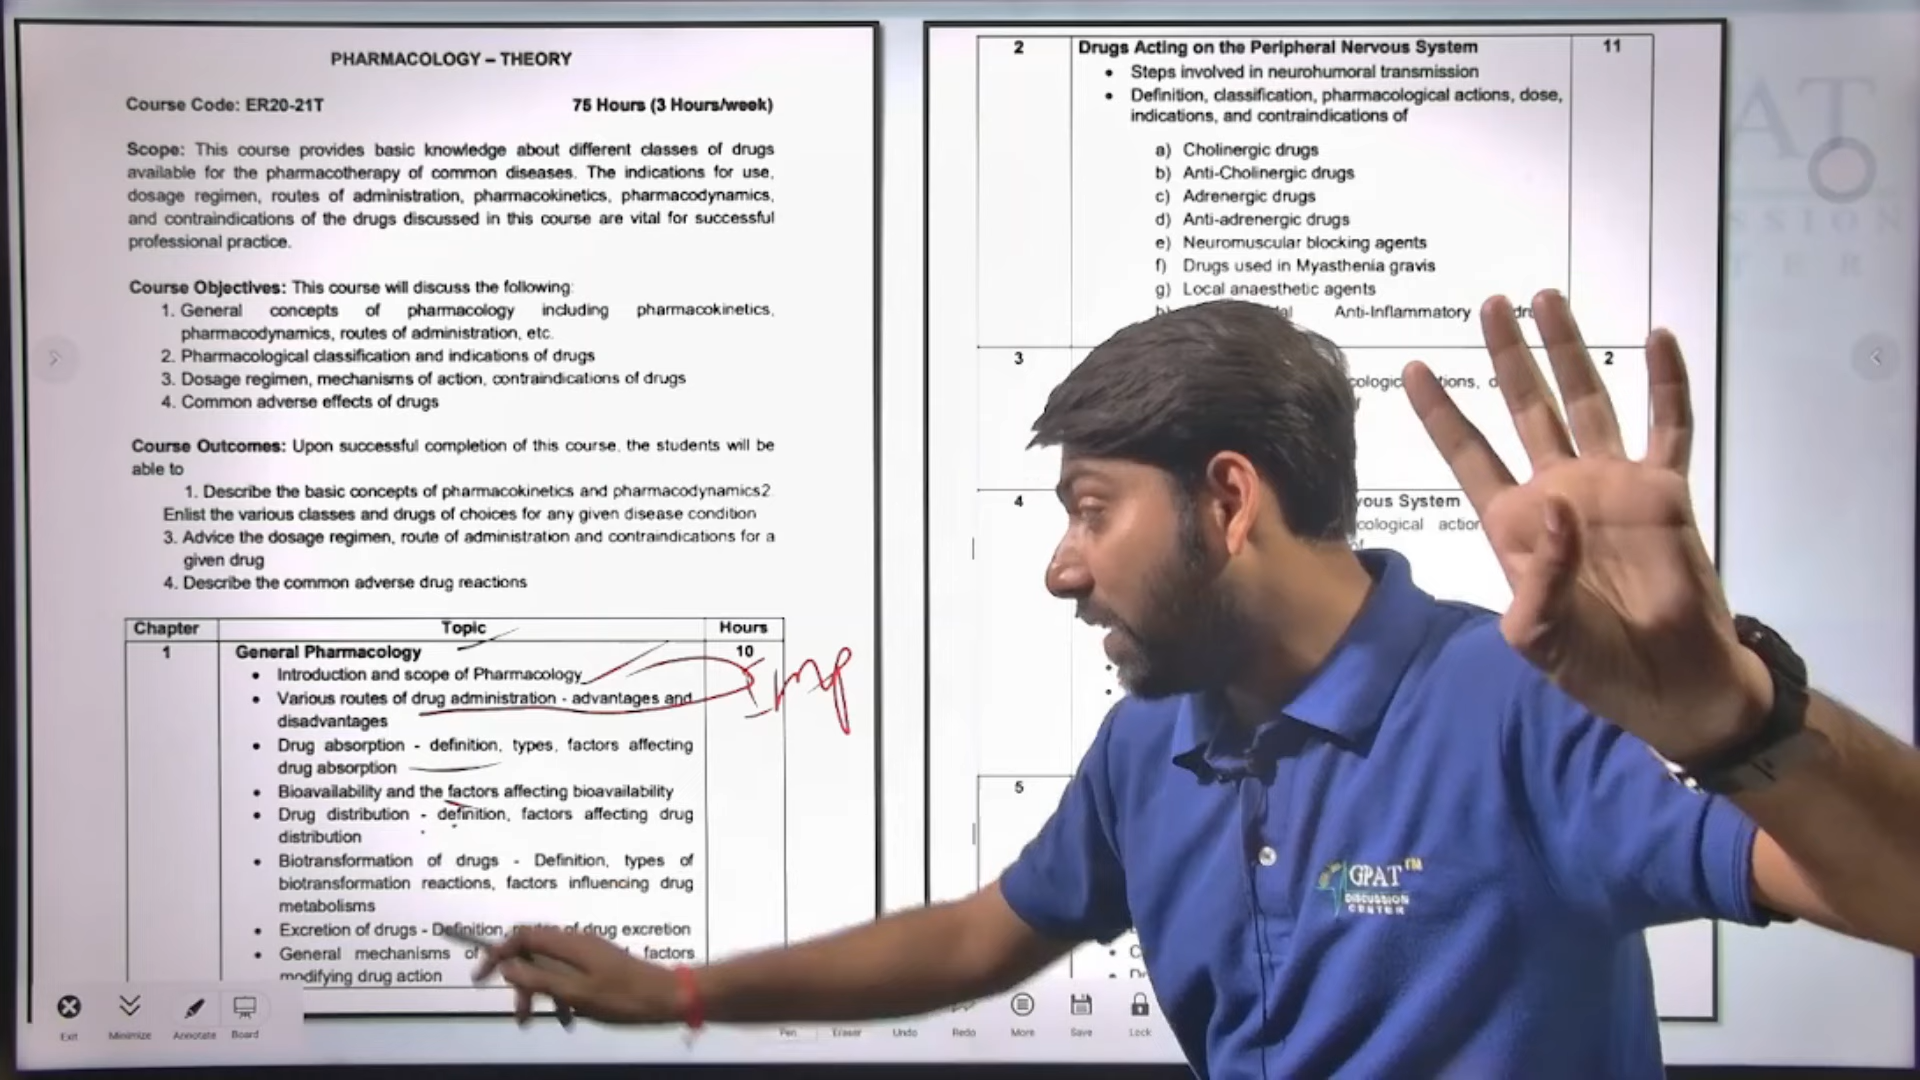 PHARMACOLOGY – THEORY
Course Code: ER20-21T 75 Hours (3 Hours/week)
Scope: This course provides basic knowledge about different classes of drugs
available for the pharmacotherapy of common diseases. The indications for use,
dosage regimen, routes of administration, pharmacokinetics, pharmacodynamics,
and contraindications of the drugs discussed in this course are vital for successful
professional practice.
Course Objectives: This course will discuss the following:
1. General concepts of pharmacology including pharmacokinetics,
pharmacodynamics, routes of administration, etc.
2. Pharmacological classification and indications of drugs
3. Dosage regimen, mechanisms of action, contraindications of drugs
4. Common adverse effects of drugs
Course Outcomes: Upon successful completion of this course, the students will be
able to
1. Describe the basic concepts of pharmacokinetics and pharmacodynamics2.
Enlist the various classes and drugs of choices for any given disease condition
3. Advice the dosage regimen, route of administration and contraindications for a
given drug
4. Describe the common adverse drug reactions
Chapter Topic Hours
1 General Pharmacology 10
• Introduction and scope of Pharmacology
• Various routes of drug administration - advantages and
disadvantages
Imp
• Drug absorption - definition, types, factors affecting
drug absorption
• Bioavailability and the factors affecting bioavailability
• Drug distribution - definition, factors affecting drug
distribution
• Biotransformation of drugs - Definition, types of
biotransformation reactions, factors influencing drug
metabolisms
• Excretion of drugs - Definition, routes of drug excretion
• General mechanisms of factors
modifying drug action
Exit Minimize Annotate Board
2 Drugs Acting on the Peripheral Nervous System 11
• Steps involved in neurohumoral transmission
• Definition, classification, pharmacological actions, dose,
indications, and contraindications of
a) Cholinergic drugs
b) Anti-Cholinergic drugs
c) Adrenergic drugs
d) Anti-adrenergic drugs
e) Neuromuscular blocking agents
f) Drugs used in Myasthenia gravis
g) Local anaesthetic agents
h) Anti-Inflammatory
3 2
4 System
5
Pen Eraser Undo Redo More Save Lock
GPAT™
DISCUSSION
CENTER